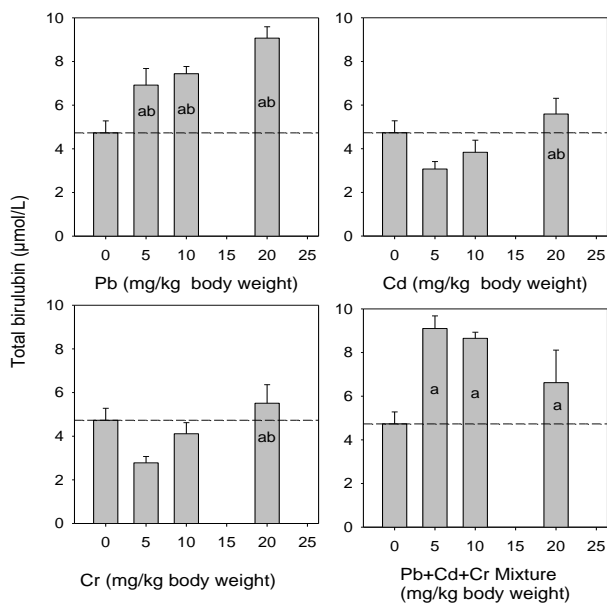 Total birulubin (µmol/L)
10
8
6
4
2
0
ab
ab
ab
0 5 10 15 20 25
Pb (mg/kg body weight)
10
8
6
4
2
0
ab
0 5 10 15 20 25
Cd (mg/kg body weight)
10
8
6
4
2
0
ab
0 5 10 15 20 25
Cr (mg/kg body weight)
10
8
6
4
2
0
a
a
a
0 5 10 15 20 25
Pb+Cd+Cr Mixture
(mg/kg body weight)